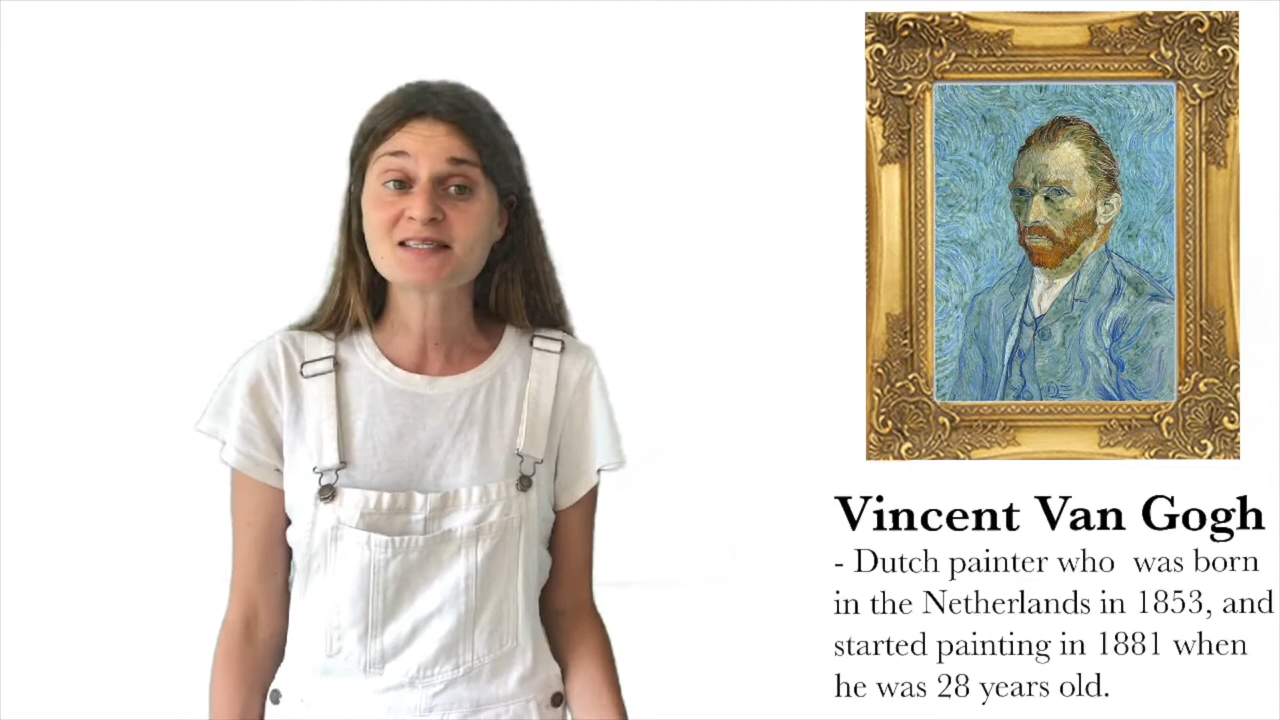 Vincent Van Gogh
- Dutch painter who was born
in the Netherlands in 1853, and
started painting in 1881 when
he was 28 years old.